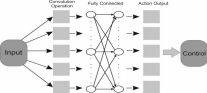 Convolution
Operation
Fully Connected
Action Output
Input
Control